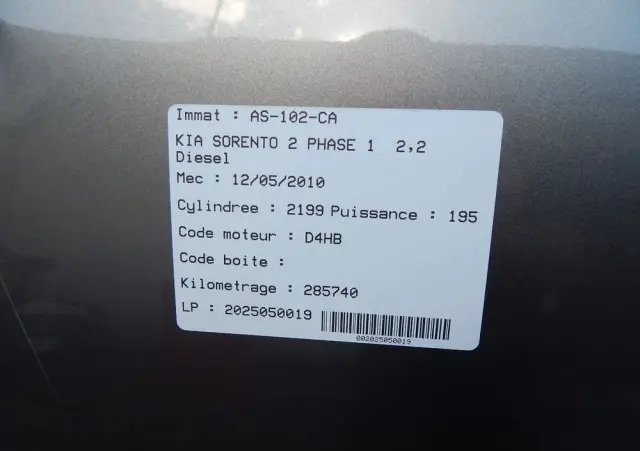 Immat : AS-102-CA
KIA SORENTO 2 PHASE 1  2,2
Diesel
Mec : 12/05/2010
Cylindree : 2199 Puissance : 195
Code moteur : D4HB
Code boite :
Kilometrage : 285740
LP : 2025050019
002025050019